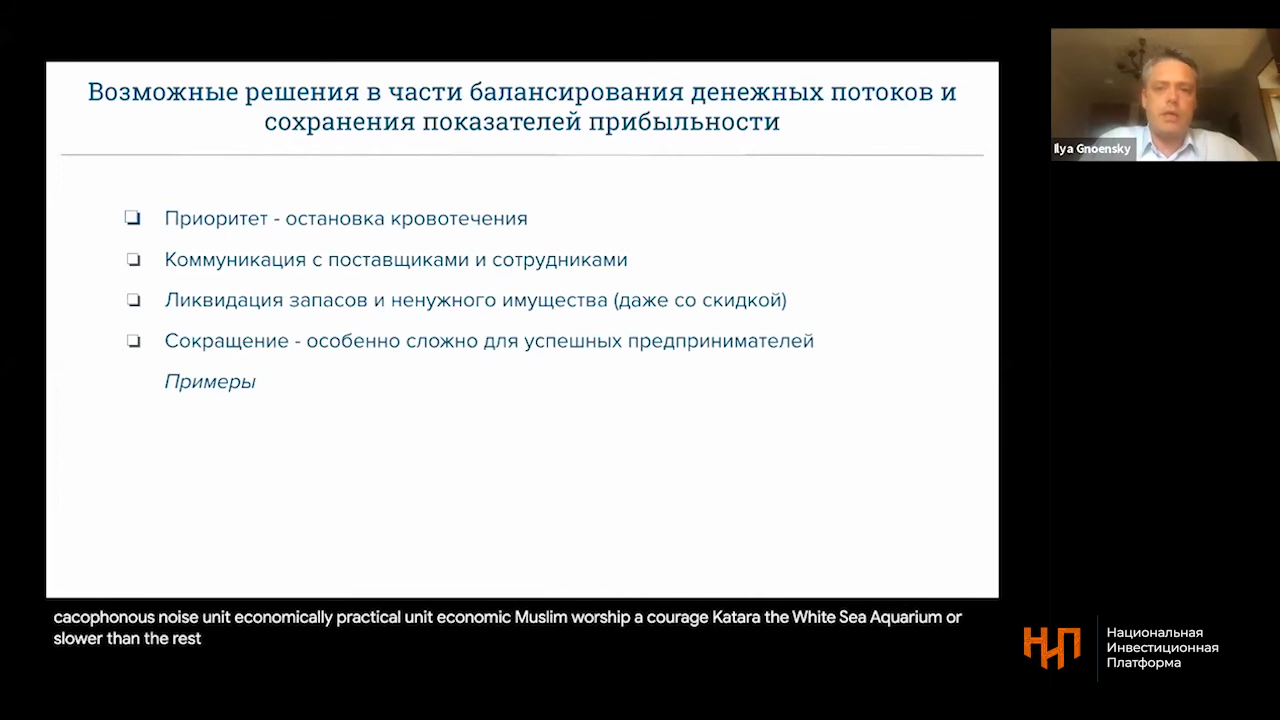 Возможные решения в части балансирования денежных потоков и
сохранения показателей прибыльности
Приоритет - остановка кровотечения
Коммуникация с поставщиками и сотрудниками
Ликвидация запасов и ненужного имущества (даже со скидкой)
Сокращение - особенно сложно для успешных предпринимателей
Примеры
Ilya Gnoensky
cacophonous noise unit economically practical unit economic Muslim worship a courage Katara the White Sea Aquarium or
slower than the rest
НИП
Национальная
Инвестиционная
Платформа